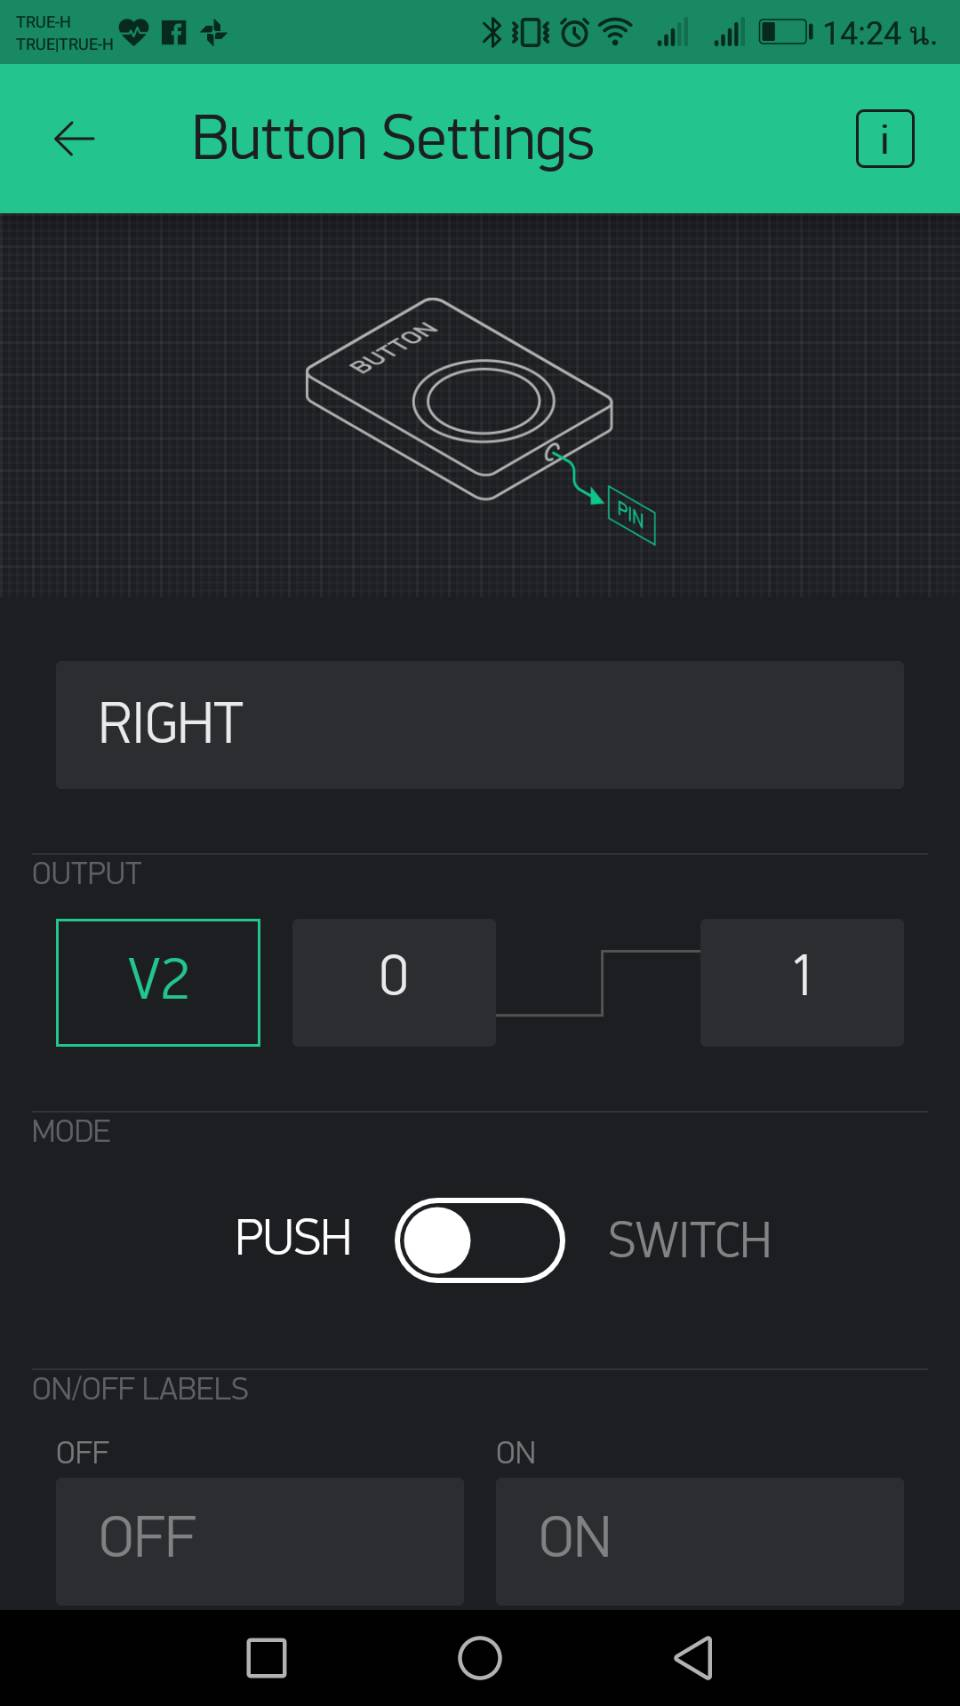 TRUE-H
TRUE|TRUE-H
14:24 น.
Button Settings
i
BUTTON
PIN
RIGHT
OUTPUT
V2 0 1
MODE
PUSH SWITCH
ON/OFF LABELS
OFF ON
OFF ON